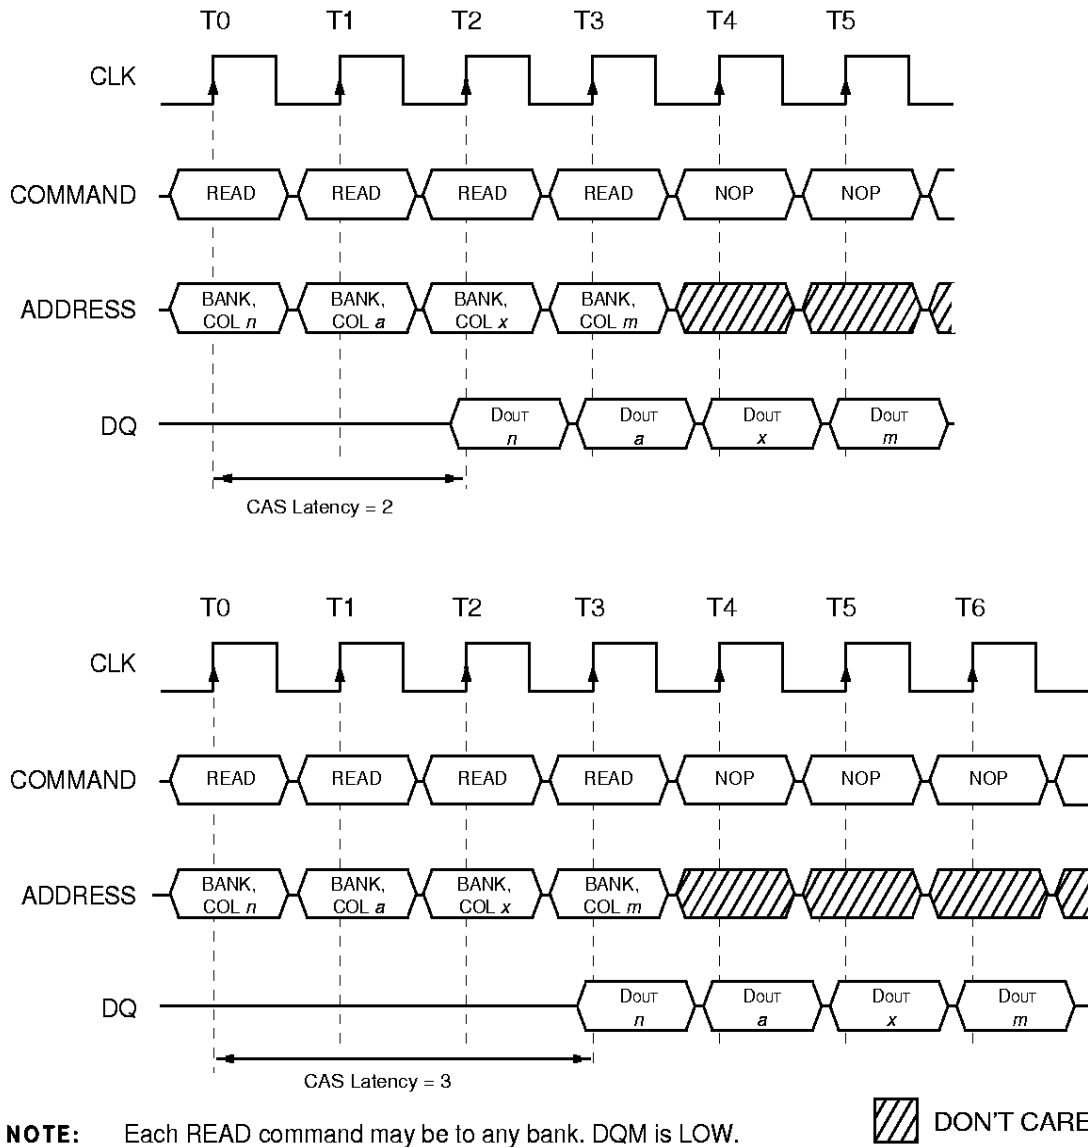 T0 T1 T2 T3 T4 T5
CLK
COMMAND READ READ READ READ NOP NOP
ADDRESS BANK, COL n BANK, COL a BANK, COL x BANK, COL m
DQ DOUT n DOUT a DOUT x DOUT m
CAS Latency = 2
T0 T1 T2 T3 T4 T5 T6
CLK
COMMAND READ READ READ READ NOP NOP NOP
ADDRESS BANK, COL n BANK, COL a BANK, COL x BANK, COL m
DQ DOUT n DOUT a DOUT x DOUT m
CAS Latency = 3
NOTE: Each READ command may be to any bank. DQM is LOW.
DON'T CARE